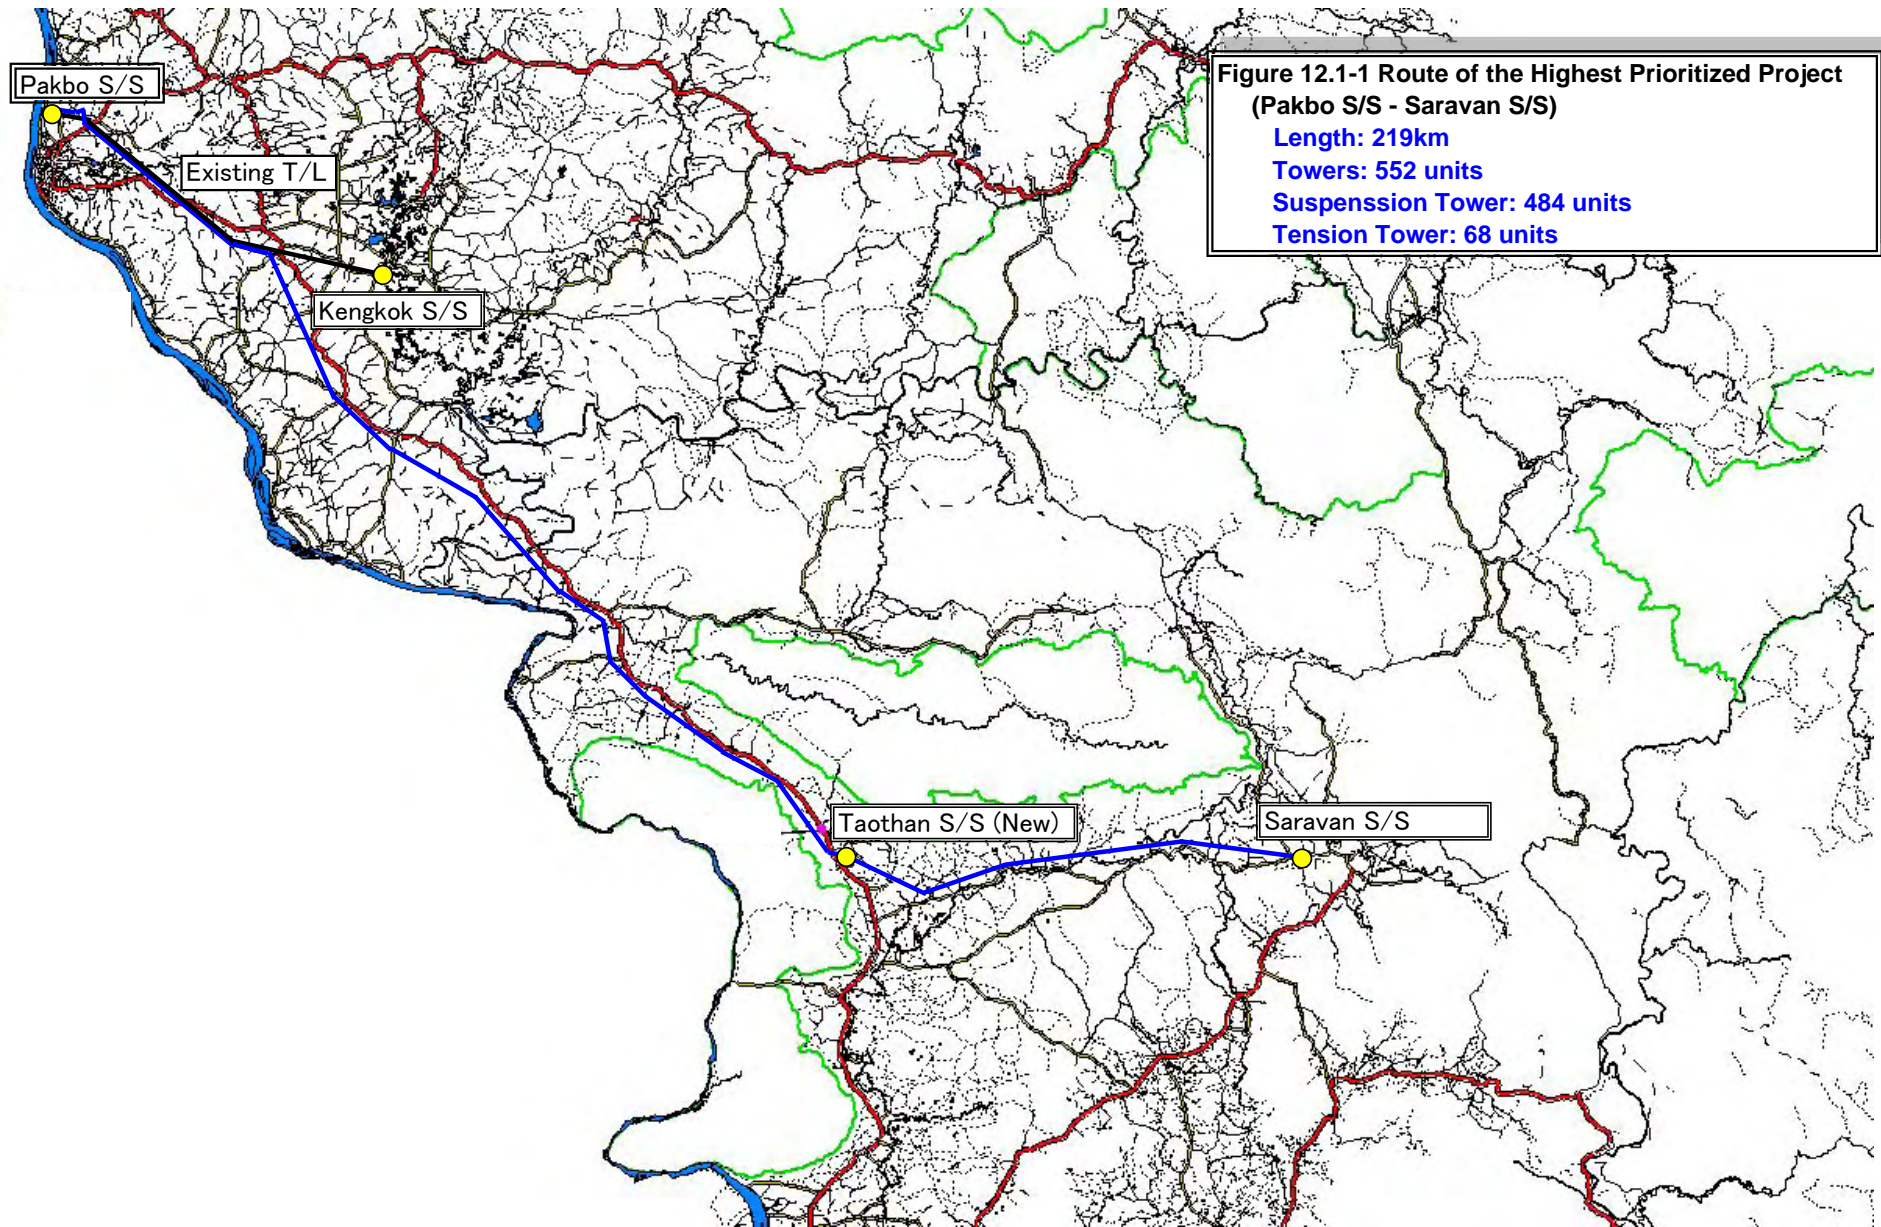 Pakbo S/S
Figure 12.1-1 Route of the Highest Prioritized Project
(Pakbo S/S - Saravan S/S)
Length: 219km
Towers: 552 units
Suspenssion Tower: 484 units
Tension Tower: 68 units
Existing T/L
Kengkok S/S
Taothan S/S (New)
Saravan S/S